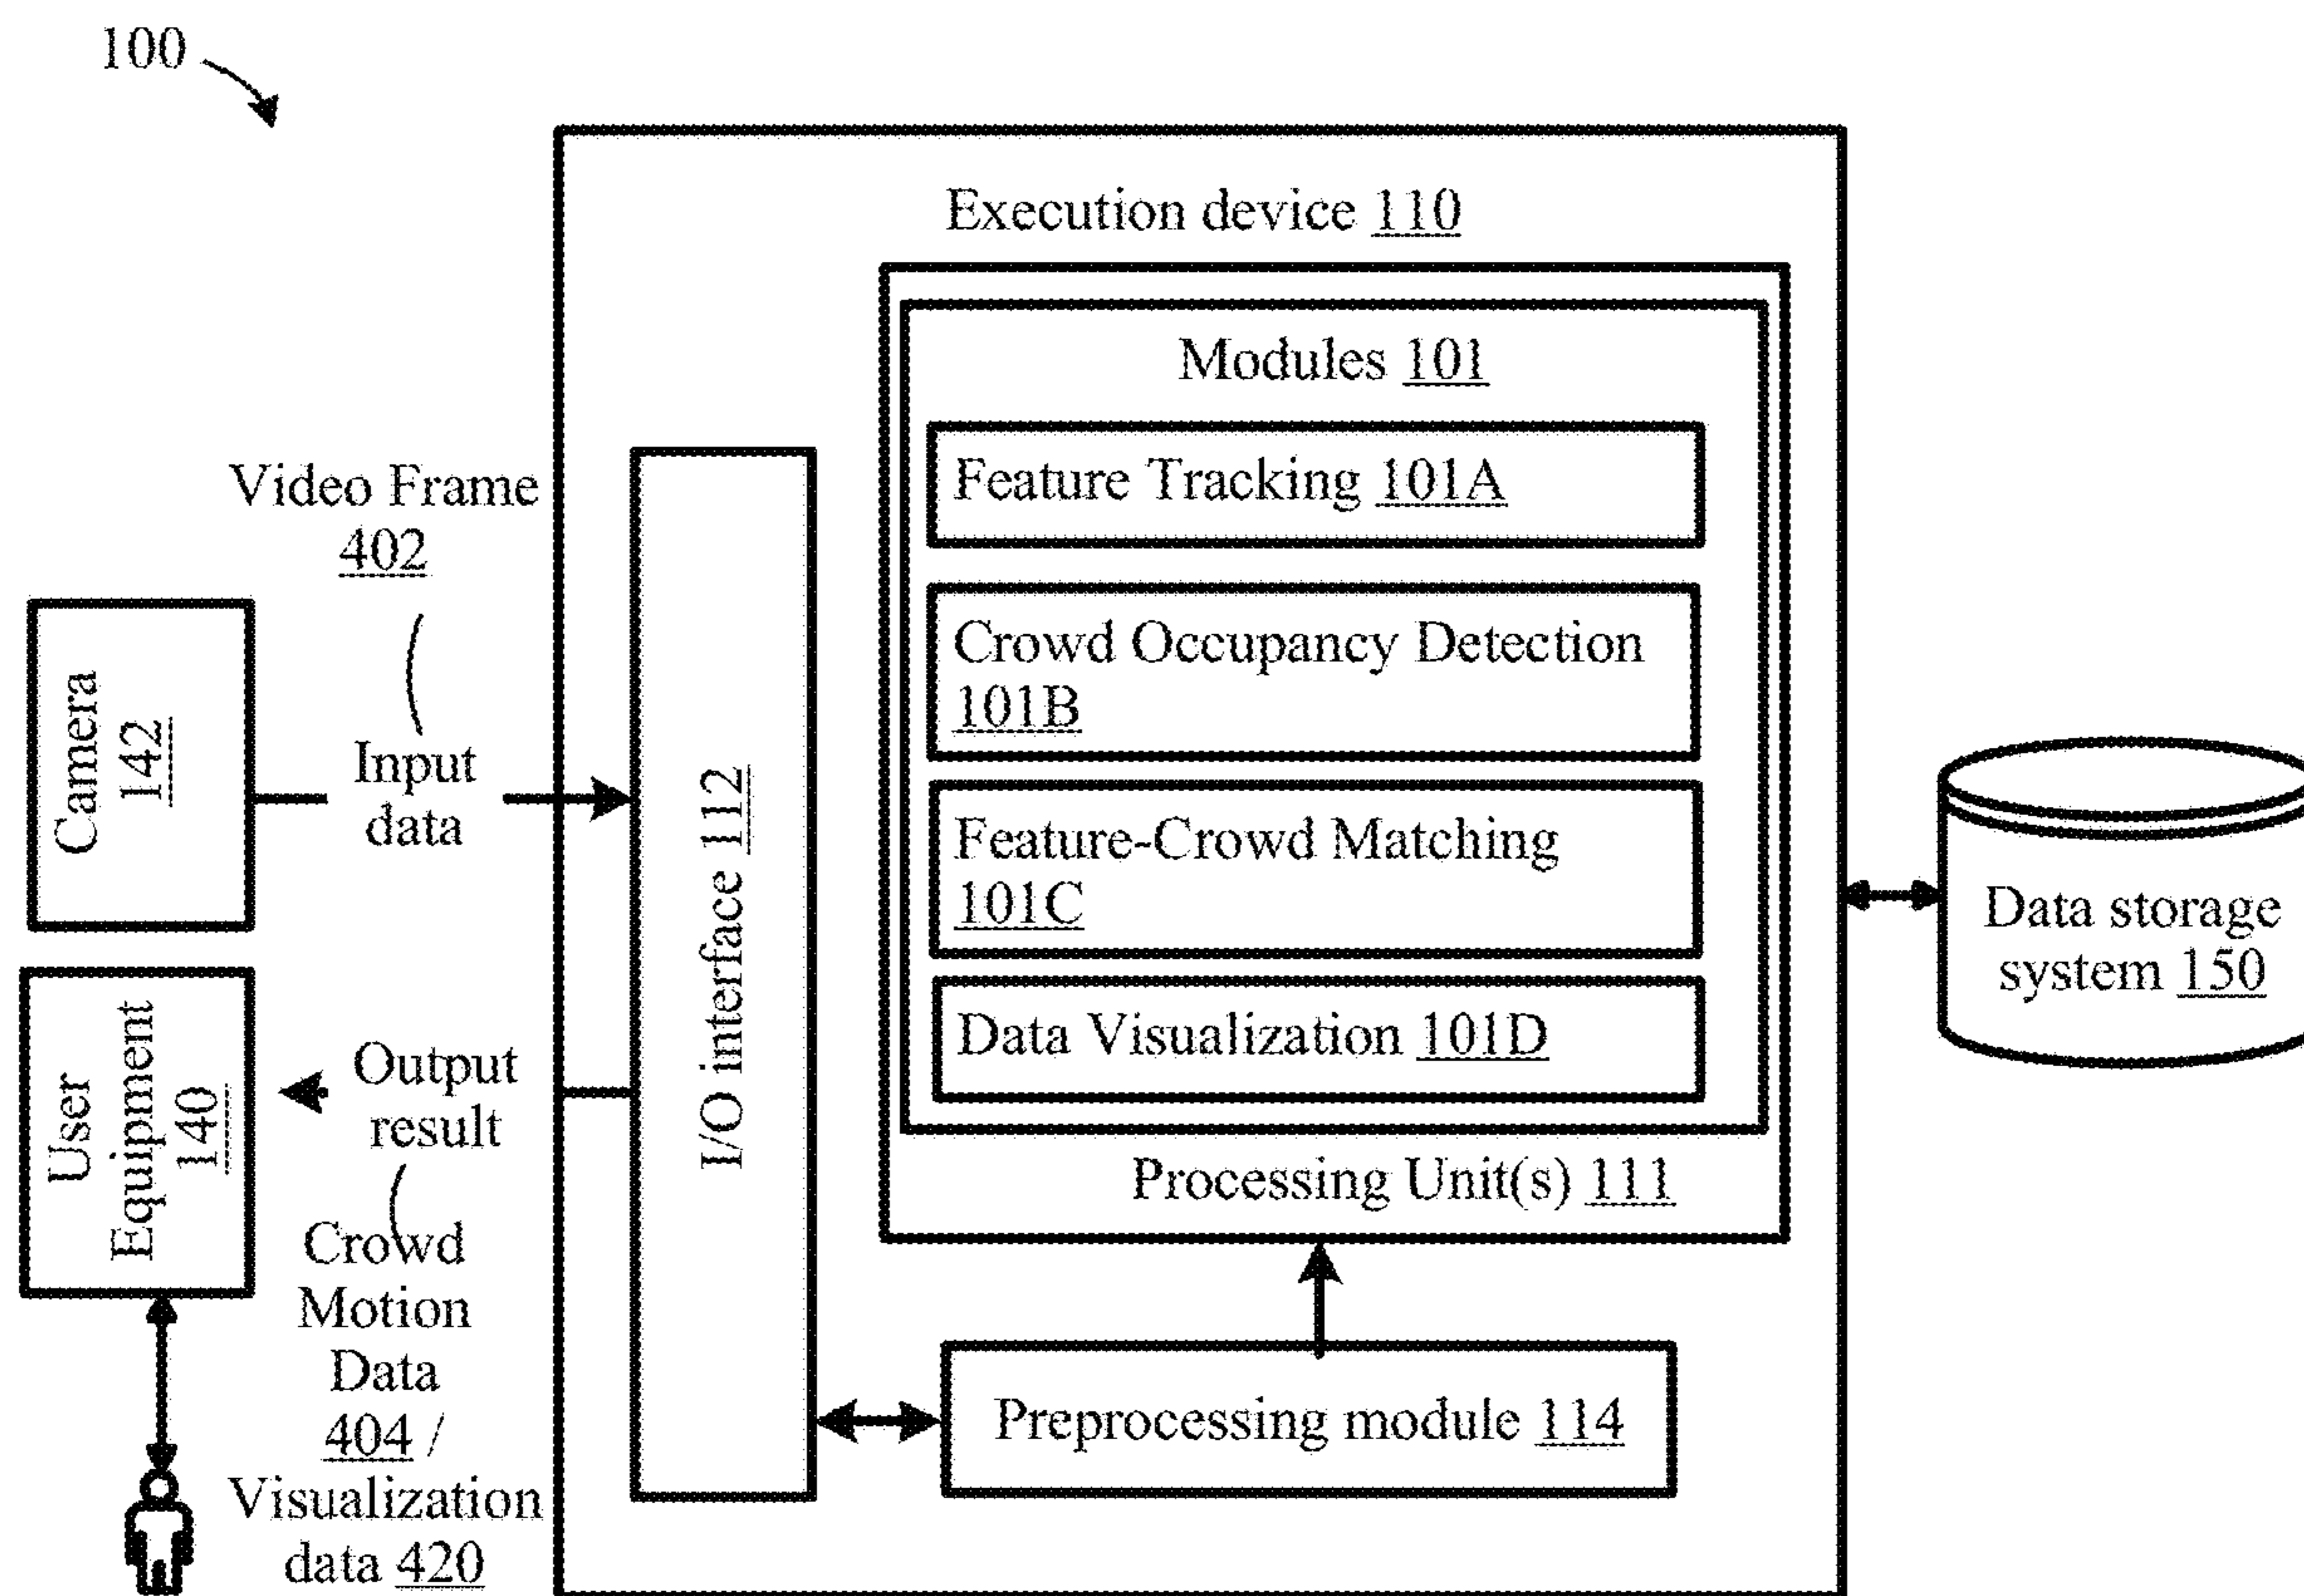 100
Execution device 110
Modules 101
Feature Tracking 101A
Crowd Occupancy Detection
101B
Feature-Crowd Matching
101C
Data Visualization 101D
Processing Unit(s) 111
Preprocessing module 114
I/O interface 112
Video Frame
402
Input
data
Camera
142
User
Equipment
140
Output
result
Crowd
Motion
Data
404 /
Visualization
data 420
Data storage
system 150